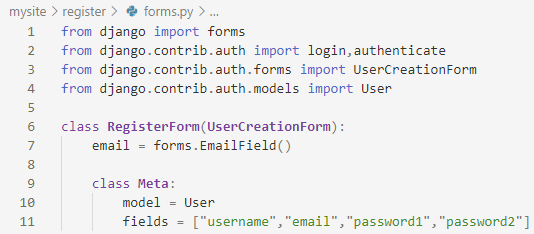 mysite > register > forms.py > ...
1 from django import forms
2 from django.contrib.auth import login,authenticate
3 from django.contrib.auth.forms import UserCreationForm
4 from django.contrib.auth.models import User
5
6 class RegisterForm(UserCreationForm):
7     email = forms.EmailField()
8
9     class Meta:
10         model = User
11         fields = ["username","email","password1","password2"]